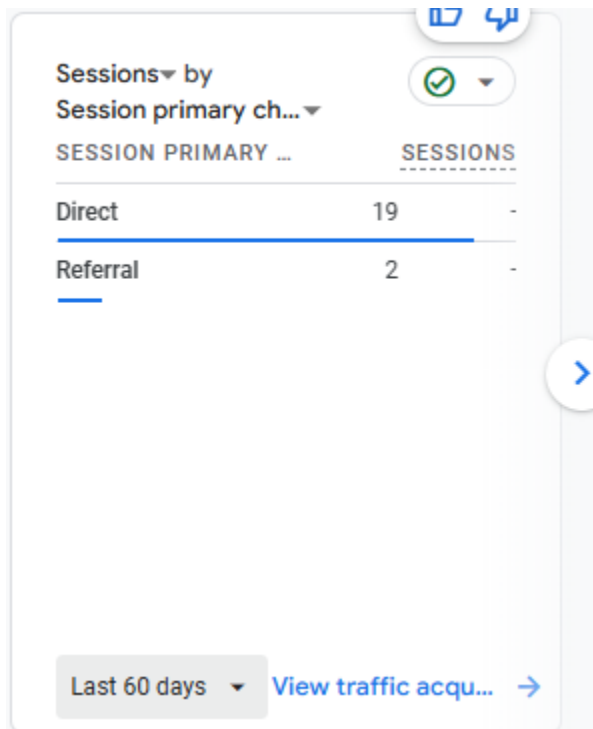 Sessions by
Session primary ch...
SESSION PRIMARY ... SESSIONS
Direct 19 -
Referral 2 -
Last 60 days View traffic acqu...